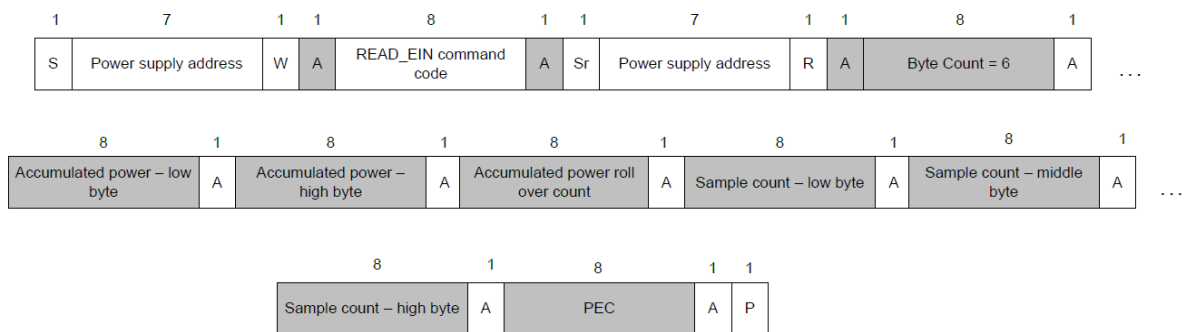 1 7 1 1 8 1 1 7 1 1 8 1
S Power supply address W A READ_EIN command code A Sr Power supply address R A Byte Count = 6 A ...
8 1 8 1 8 1 8 1 8 1
Accumulated power – low byte A Accumulated power – high byte A Accumulated power roll over count A Sample count – low byte A Sample count – middle byte A ...
8 1 8 1 1
Sample count – high byte A PEC A P